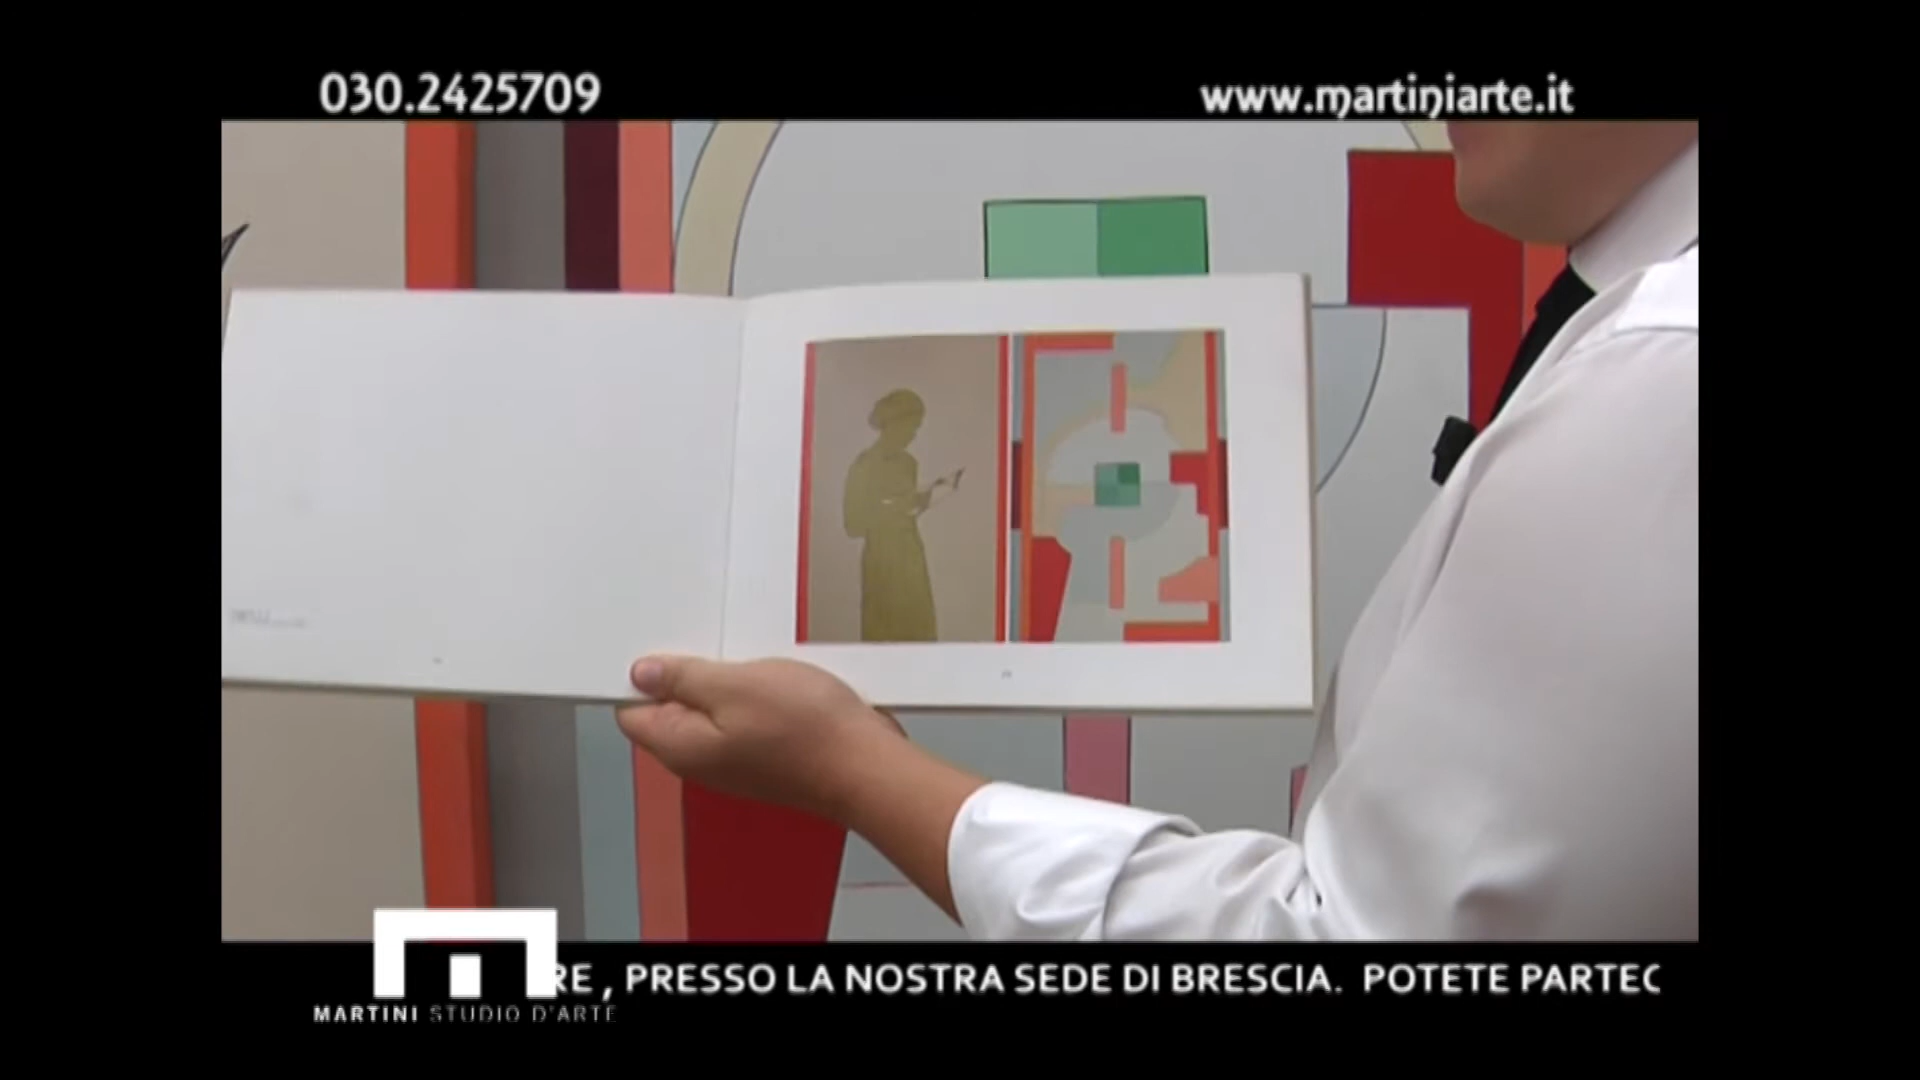 030.2425709
www.martiniarte.it
RE , PRESSO LA NOSTRA SEDE DI BRESCIA. POTETE PARTEC
MARTINI STUDIO D'ARTE